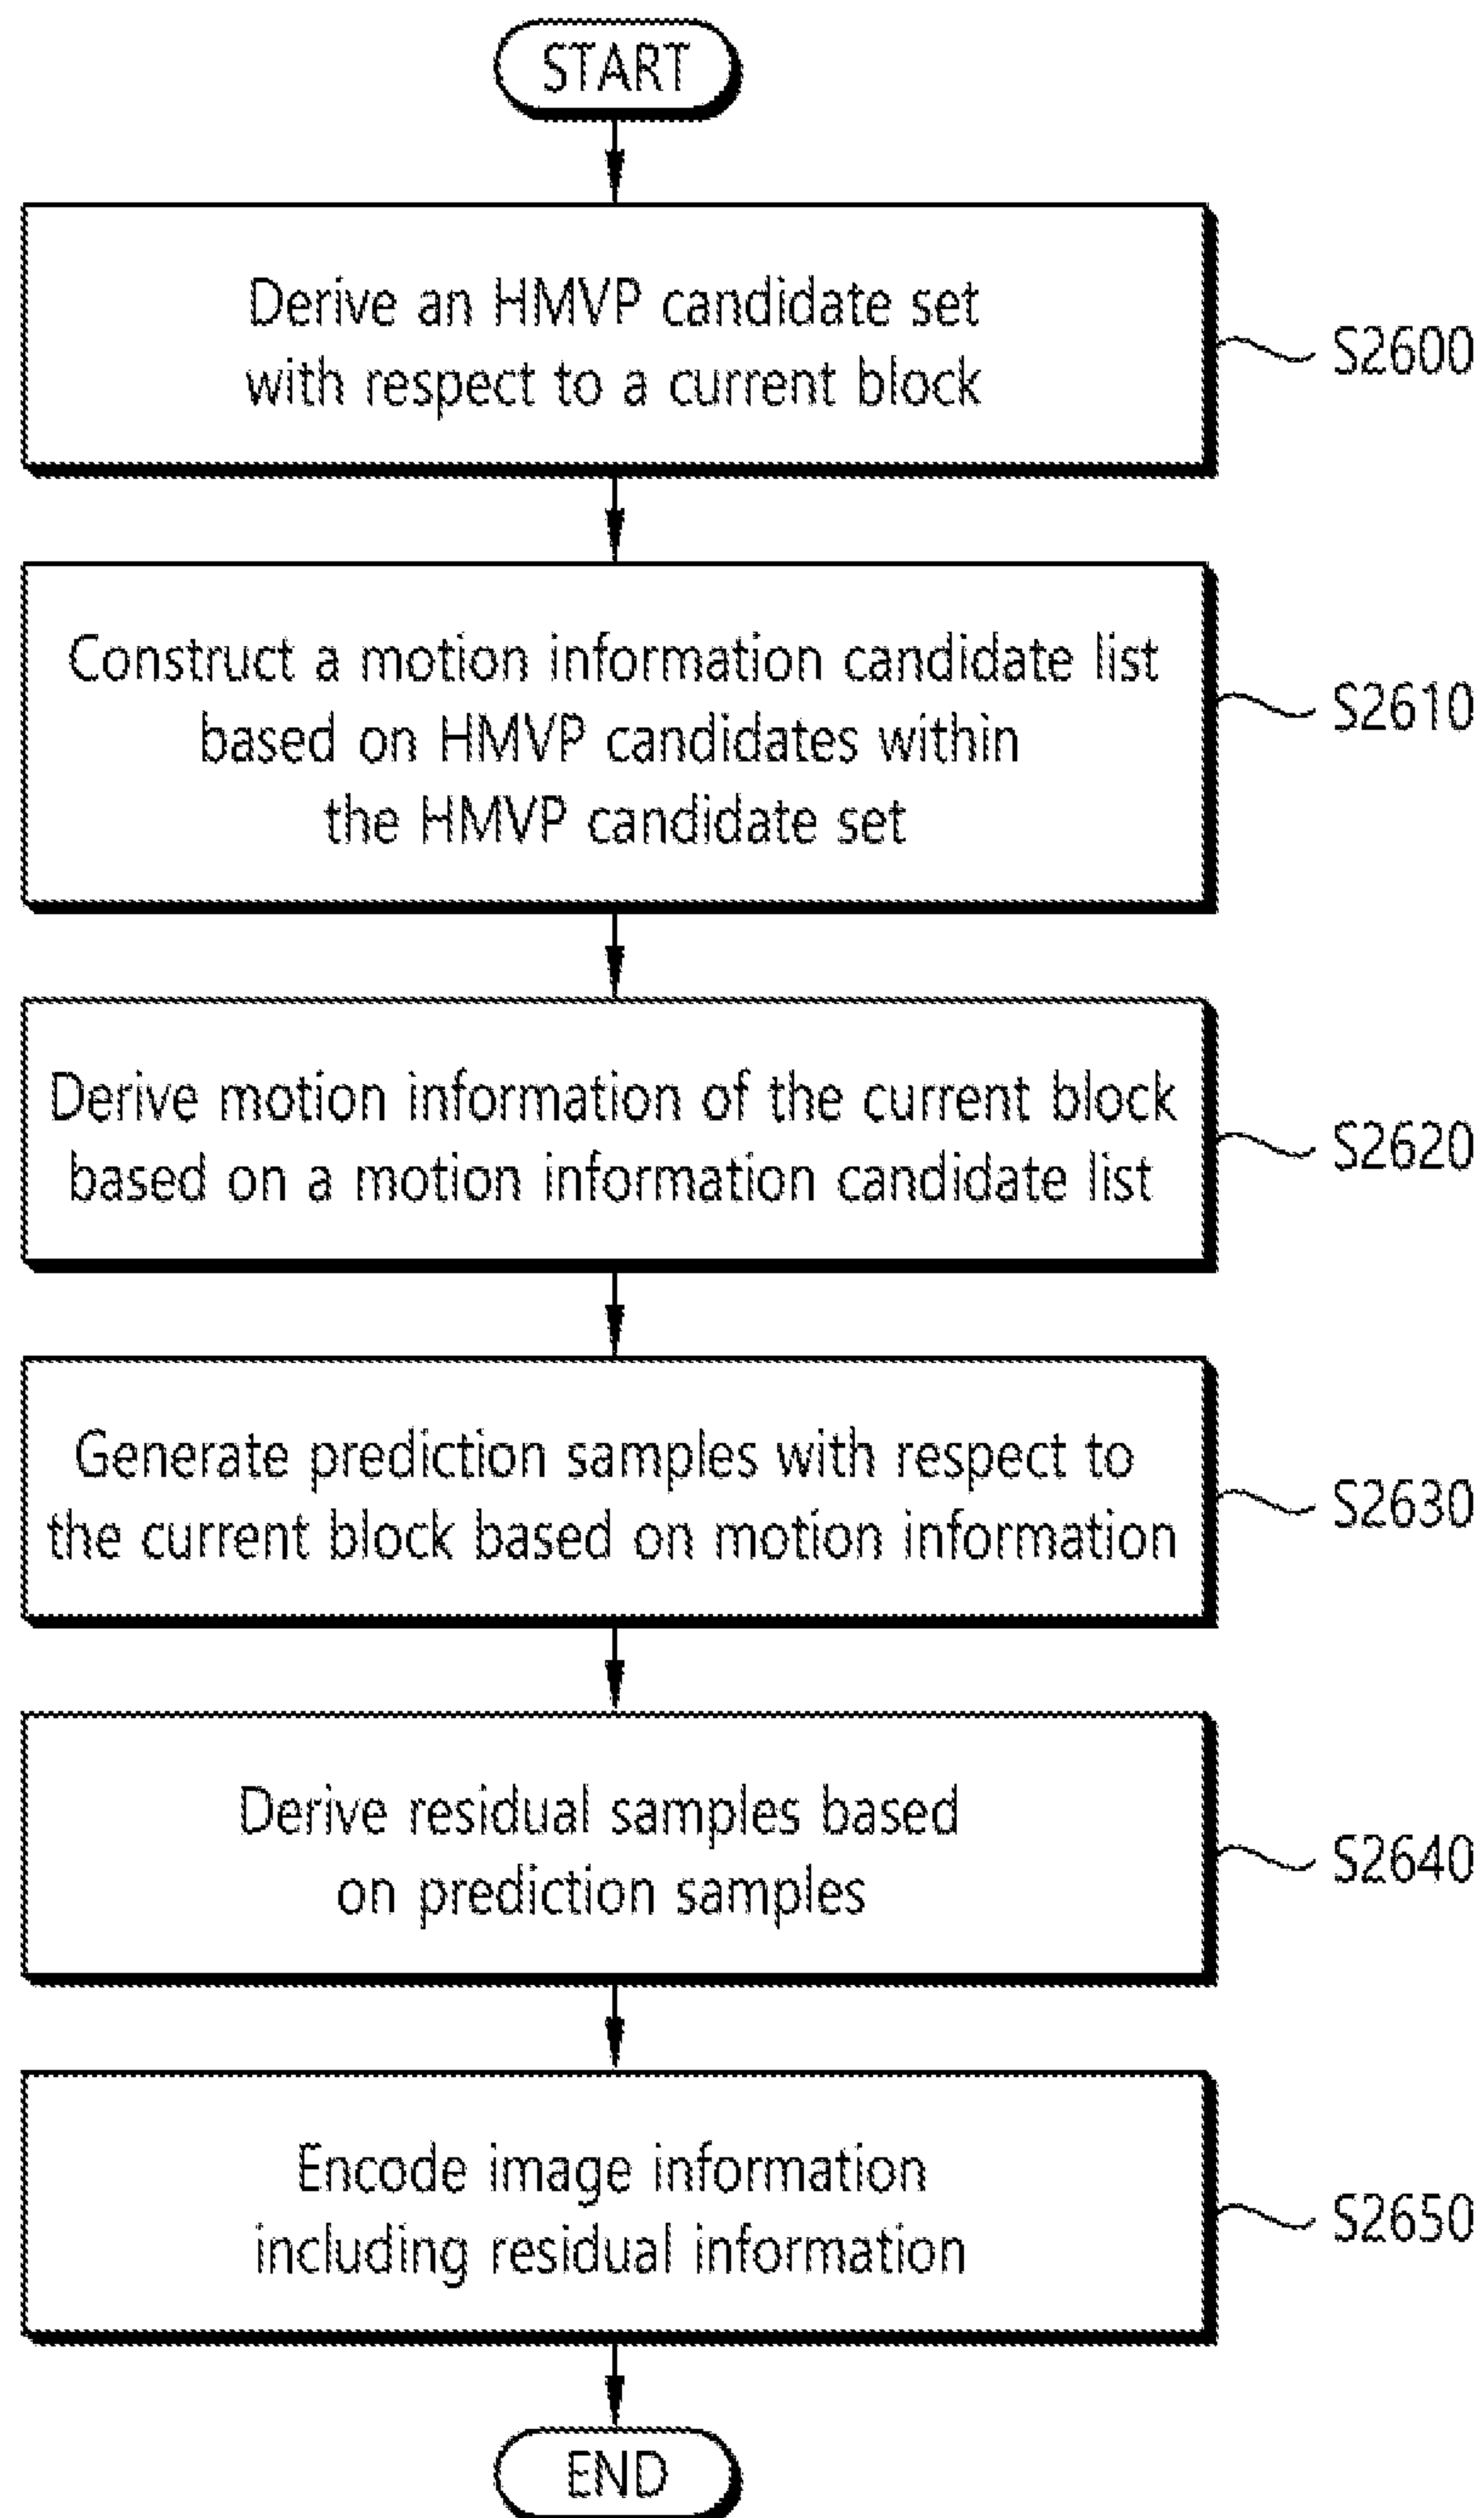 START
Derive an HMVP candidate set
with respect to a current block
S2600
Construct a motion information candidate list
based on HMVP candidates within
the HMVP candidate set
S2610
Derive motion information of the current block
based on a motion information candidate list
S2620
Generate prediction samples with respect to
the current block based on motion information
S2630
Derive residual samples based
on prediction samples
S2640
Encode image information
including residual information
S2650
END